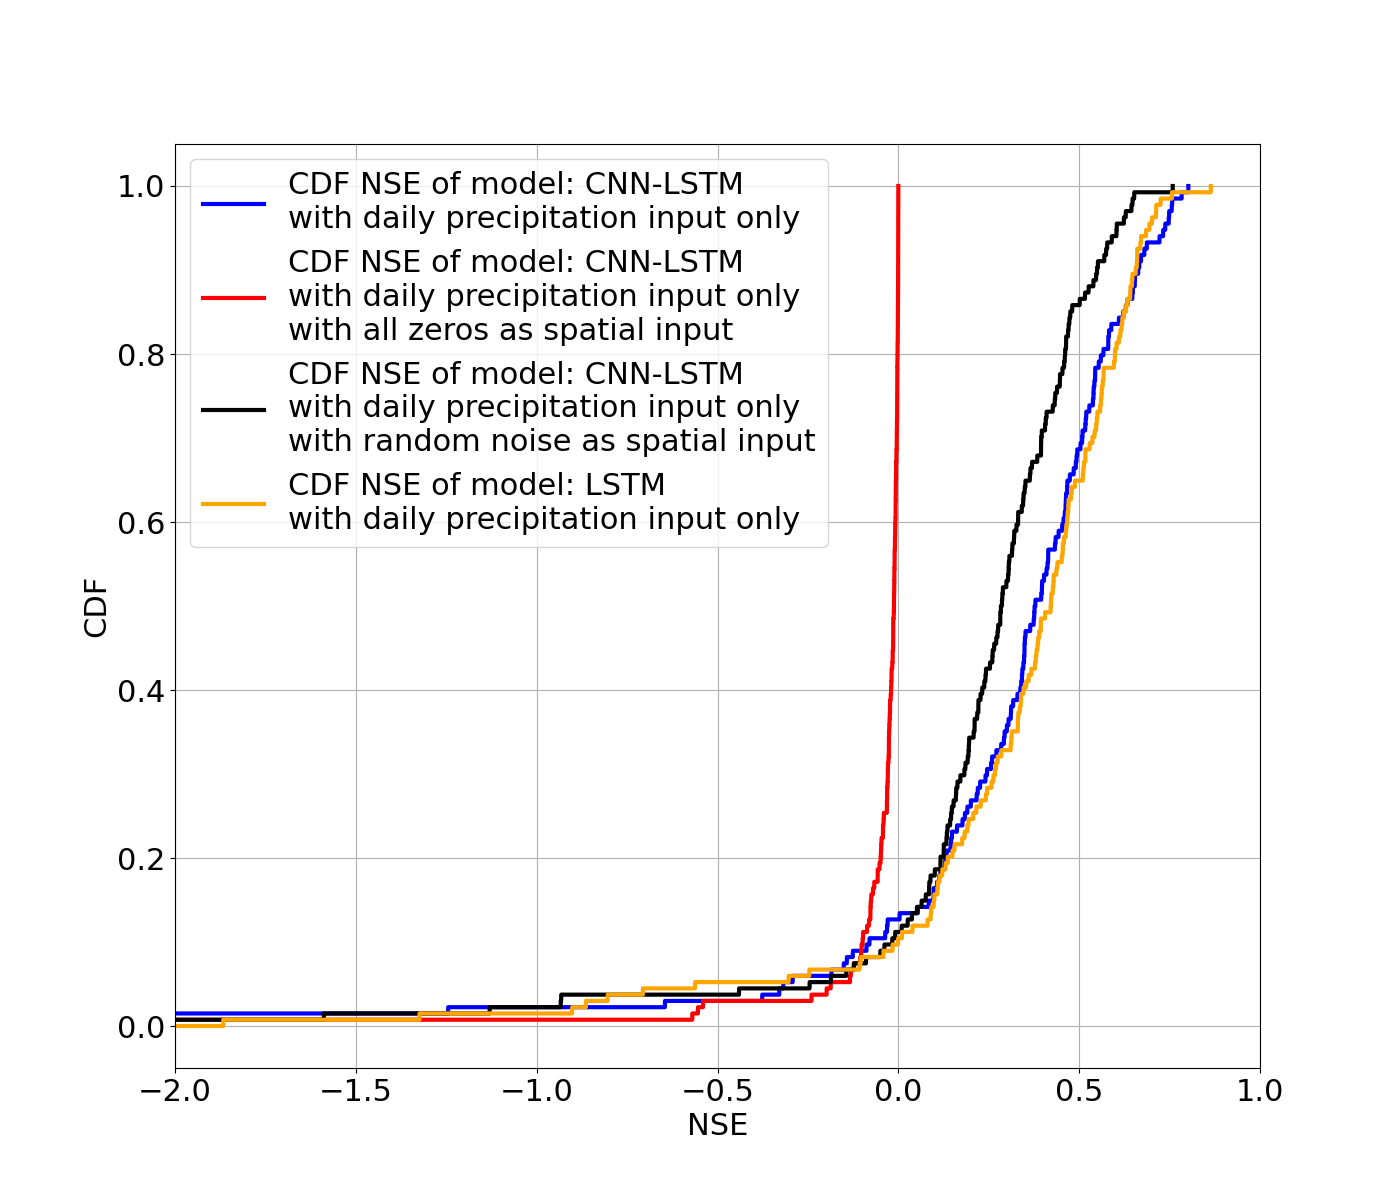 1.0
0.8
0.6
0.4
0.2
0.0
CDF
CDF NSE of model: CNN-LSTM
with daily precipitation input only
CDF NSE of model: CNN-LSTM
with daily precipitation input only
with all zeros as spatial input
CDF NSE of model: CNN-LSTM
with daily precipitation input only
with random noise as spatial input
CDF NSE of model: LSTM
with daily precipitation input only
−2.0 −1.5 −1.0 −0.5 0.0 0.5 1.0
NSE